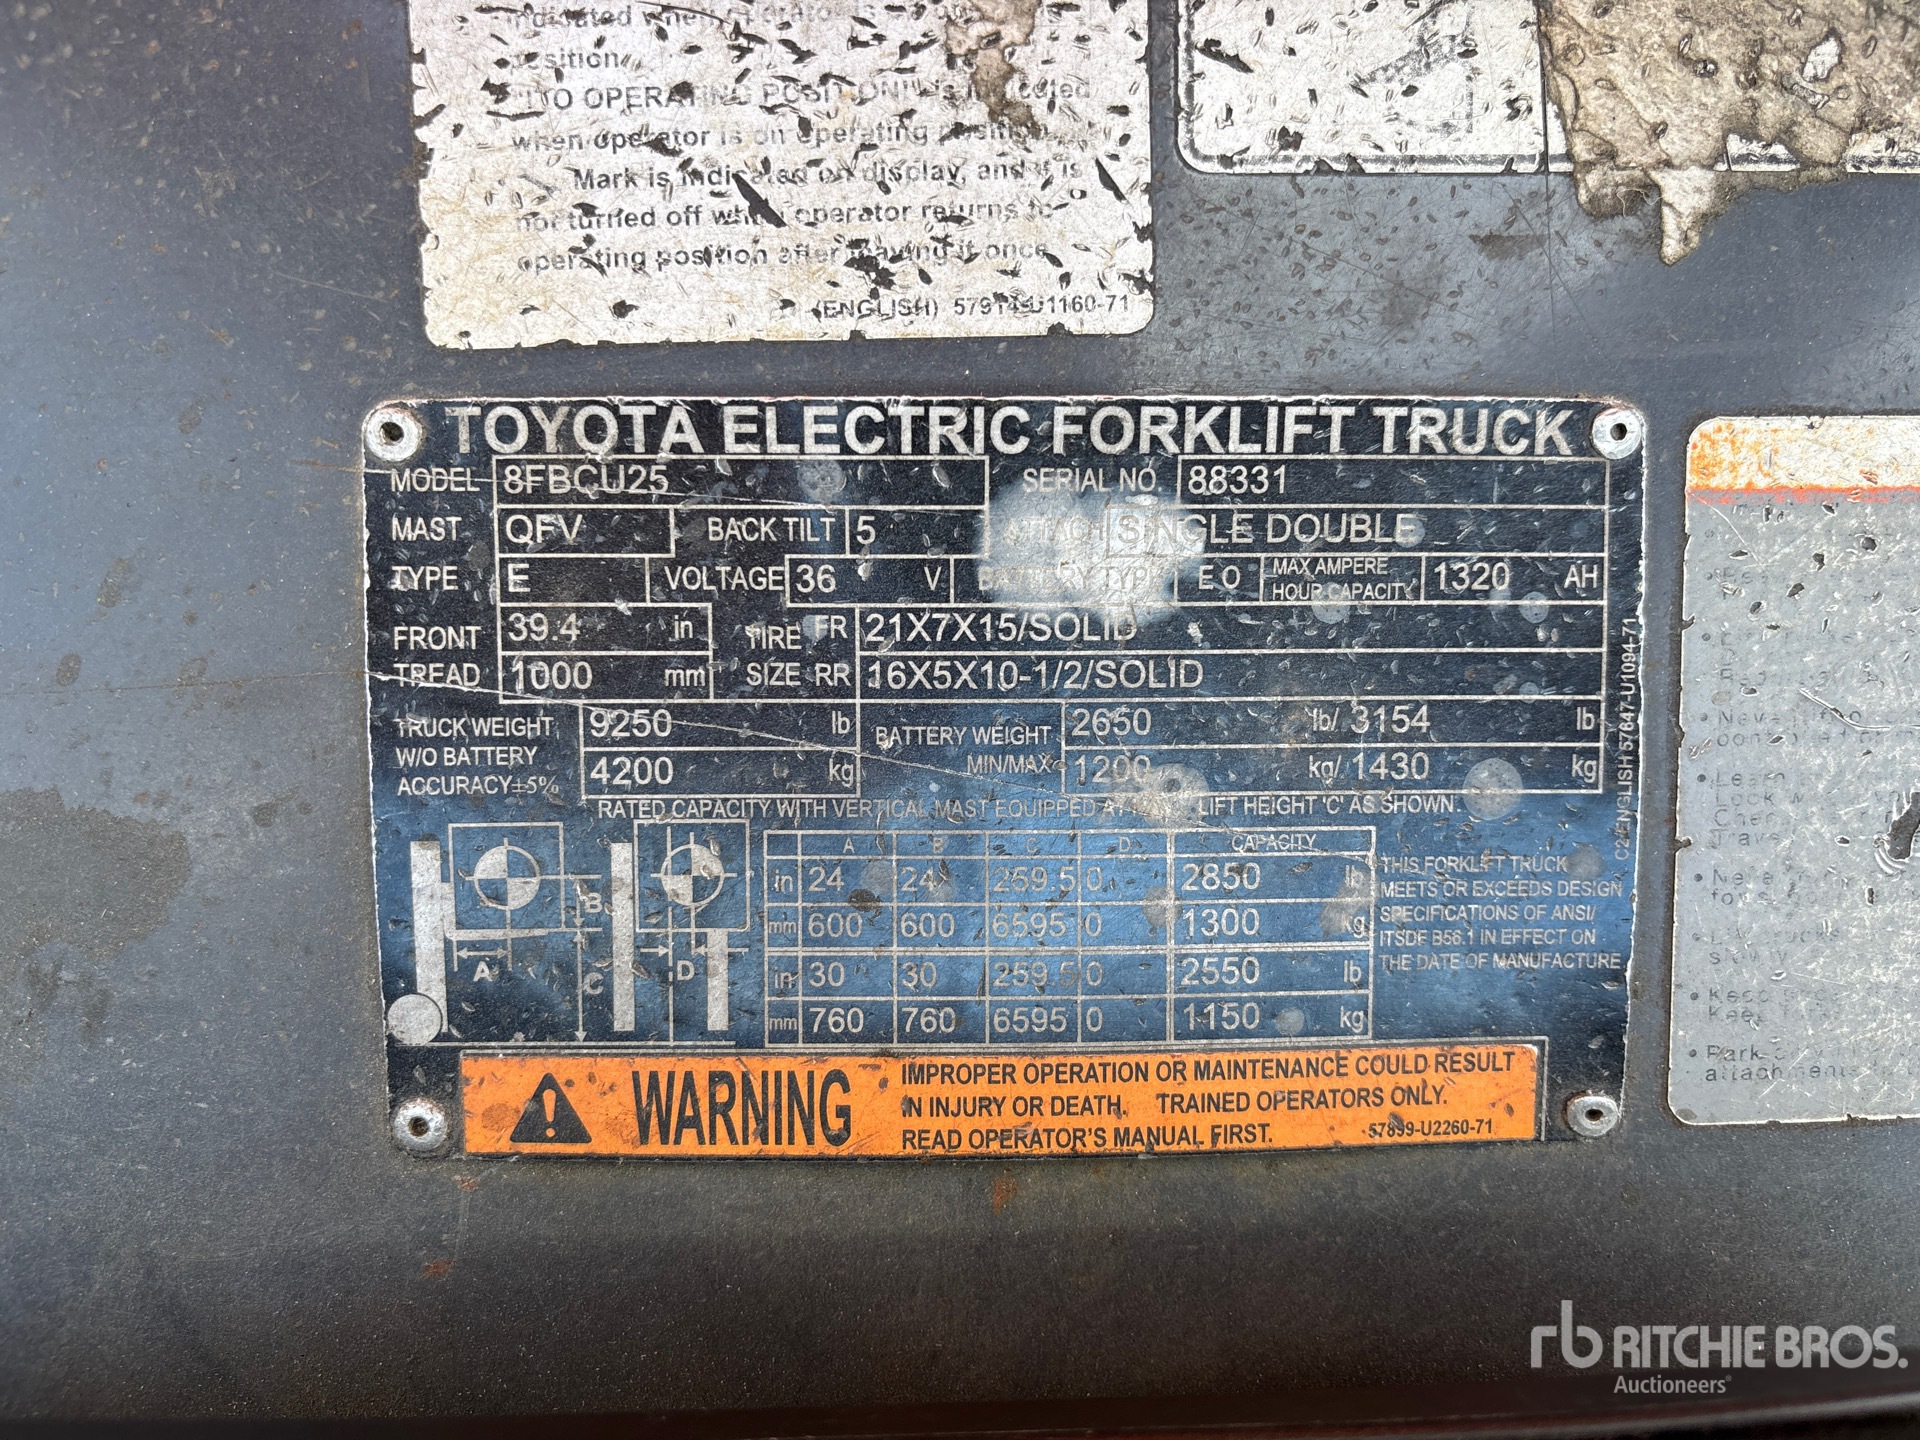 indicated when
position.
"NO OPERATING POSITION!" is indicated
when operator is on operating position.
Mark is indicated on display, and it is
not turned off when operator returns to
operating position after leaving it once.
(ENGLISH) 57914-U1160-71
TOYOTA ELECTRIC FORKLIFT TRUCK
MODEL 8FBCU25 SERIAL NO. 88331
MAST QFV BACK TILT 5 ATTACH SINGLE DOUBLE
TYPE E VOLTAGE 36 V BATTERY TYPE E O MAX AMPERE HOUR CAPACITY 1320 AH
FRONT TREAD 39.4 in TIRE SIZE FR 21X7X15/SOLID
1000 mm RR 16X5X10-1/2/SOLID
TRUCK WEIGHT W/O BATTERY ACCURACY±5% 9250 lb BATTERY WEIGHT MIN/MAX 2650 lb/ 3154 lb
4200 kg 1200 kg/ 1430 kg
RATED CAPACITY WITH VERTICAL MAST EQUIPPED AT LIFT HEIGHT 'C' AS SHOWN.
A B C D CAPACITY
in 24 24 259.5 0 2850 lb
mm 600 600 6595 0 1300 kg
in 30 30 259.5 0 2550 lb
mm 760 760 6595 0 1150 kg
A B C D
THIS FORKLIFT TRUCK
MEETS OR EXCEEDS DESIGN
SPECIFICATIONS OF ANSI/
ITSDF B56.1 IN EFFECT ON
THE DATE OF MANUFACTURE
C2 ENGLISH 57647-U1094-71
WARNING
IMPROPER OPERATION OR MAINTENANCE COULD RESULT
IN INJURY OR DEATH. TRAINED OPERATORS ONLY.
READ OPERATOR'S MANUAL FIRST. 57899-U2260-71
• Learn
• Keep
Keep
• Park
attachments
rb RITCHIE BROS.
Auctioneers